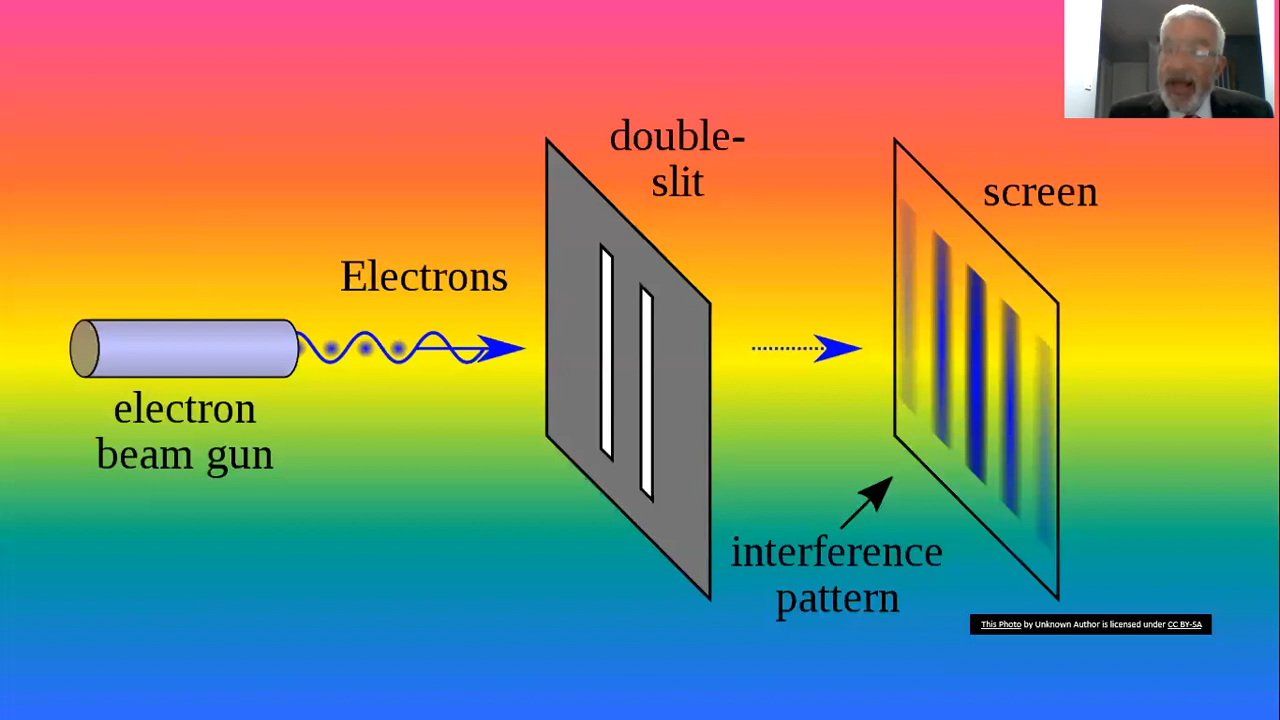 double-
slit
screen
Electrons
electron
beam gun
interference
pattern
This Photo by Unknown Author is licensed under CC BY-SA